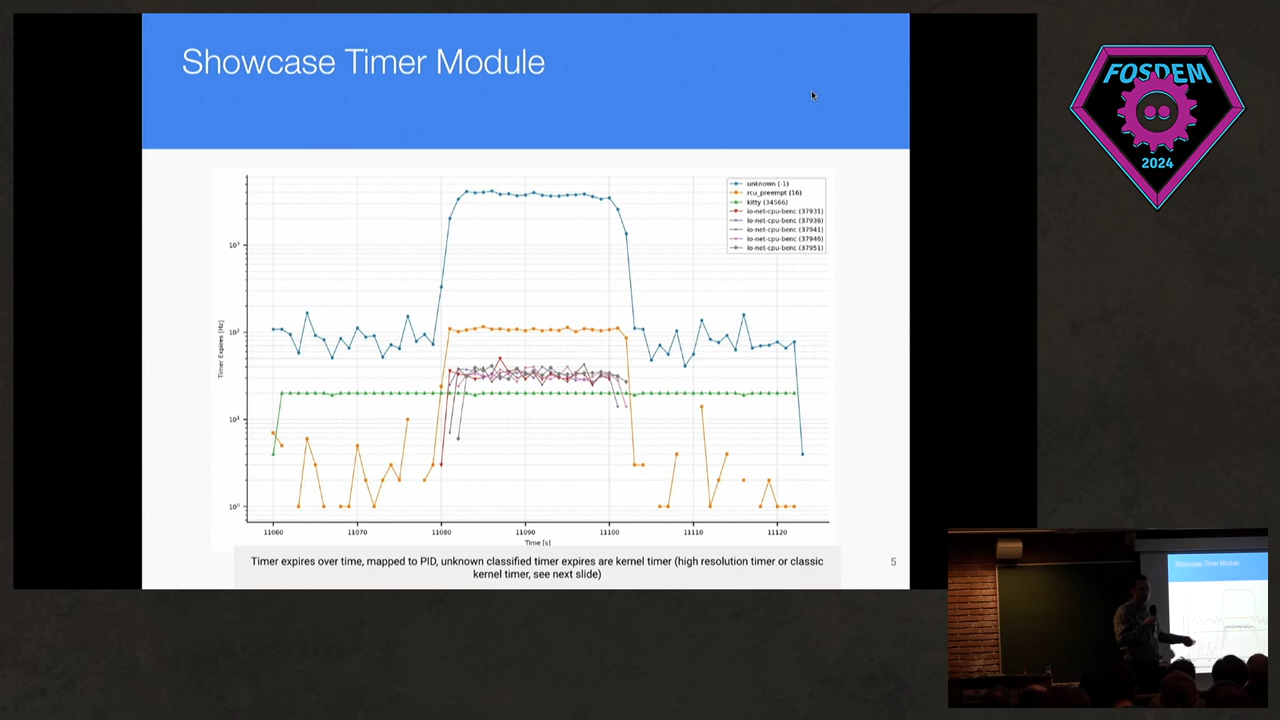 Showcase Timer Module
FOSDEM
2024
unknown (-1)
rcu_preempt (16)
kitty (34566)
io-net-cpu-benc (37931)
io-net-cpu-benc (37936)
io-net-cpu-benc (37941)
io-net-cpu-benc (37946)
io-net-cpu-benc (37951)
Timer Expires [Hz]
10³
10²
10¹
10⁰
11060 11070 11080 11090 11100 11110 11120
Time [s]
Timer expires over time, mapped to PID, unknown classified timer expires are kernel timer (high resolution timer or classic
kernel timer, see next slide)
5
Showcase Timer Module